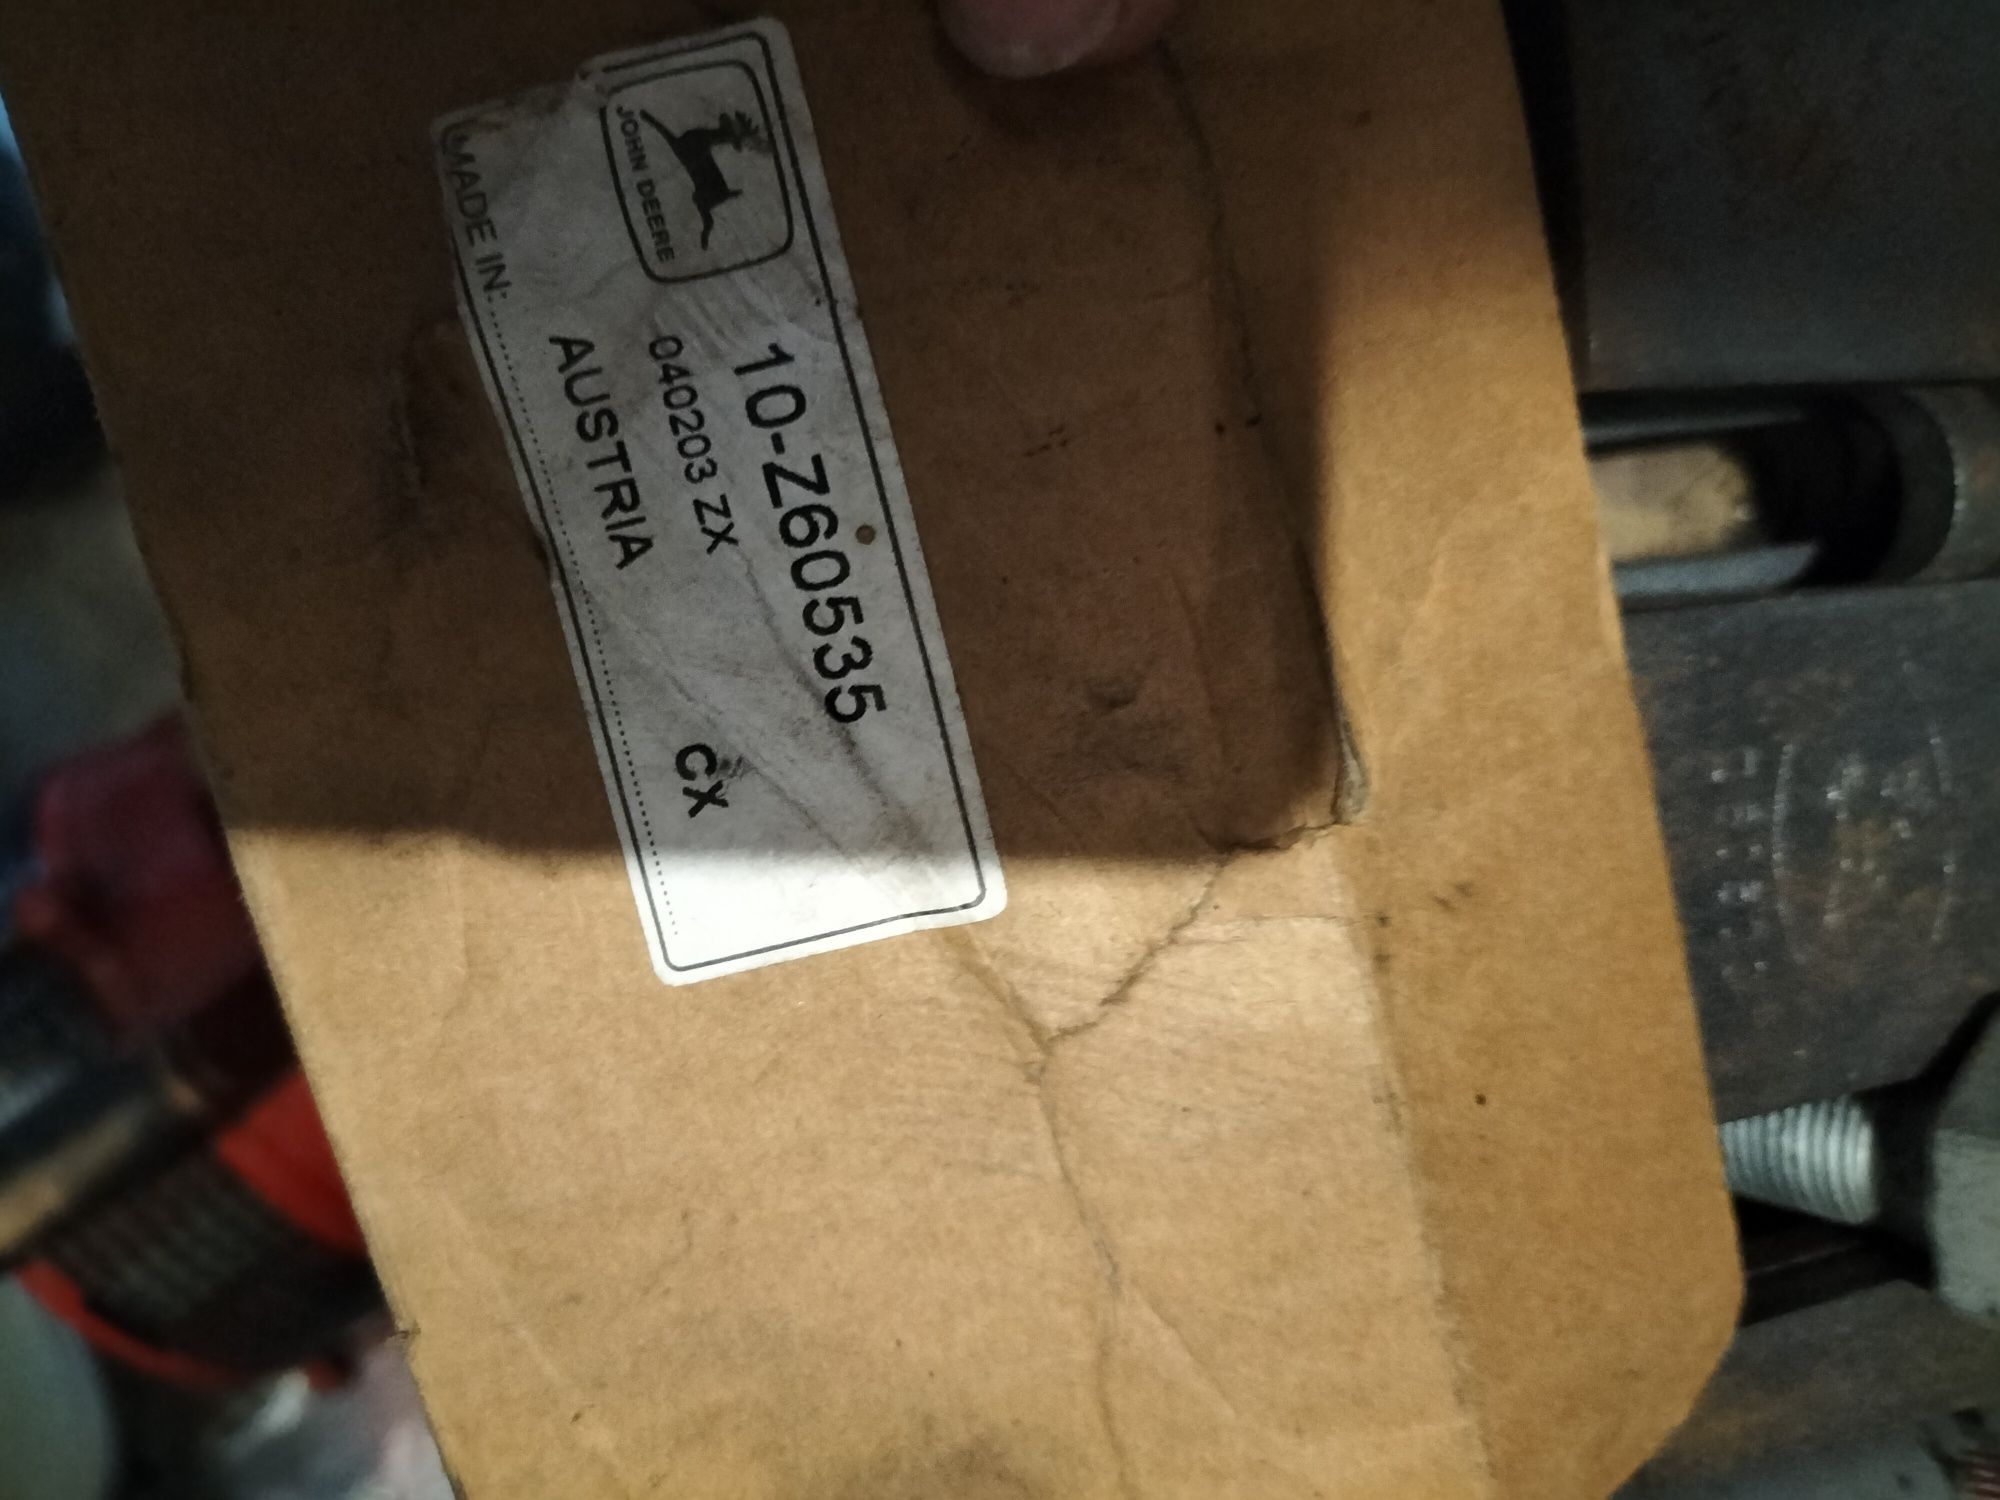 JOHN DEERE
10-Z60535
040203 ZX
AUSTRIA
CX
MADE IN: